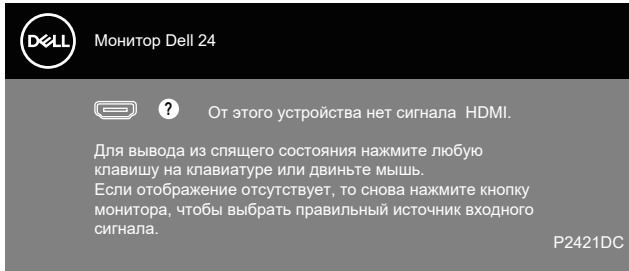 DELL
Монитор Dell 24
? От этого устройства нет сигнала HDMI.
Для вывода из спящего состояния нажмите любую
клавишу на клавиатуре или двиньте мышь.
Если отображение отсутствует, то снова нажмите кнопку
монитора, чтобы выбрать правильный источник входного
сигнала.
P2421DC